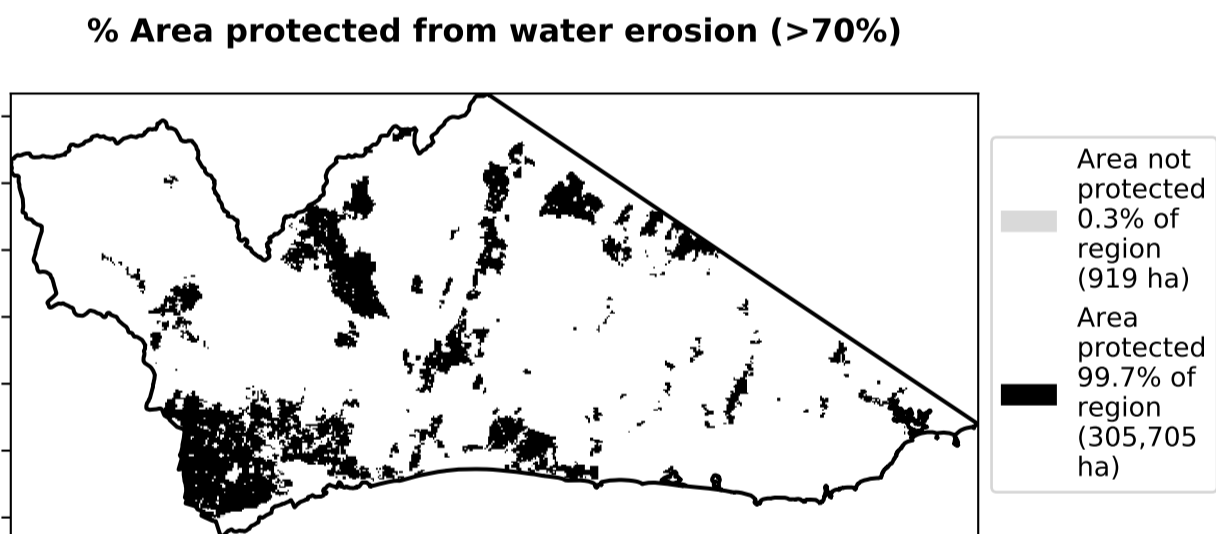 % Area protected from water erosion (>70%)
Area not
protected
0.3% of
region
(919 ha)
Area
protected
99.7% of
region
(305,705
ha)